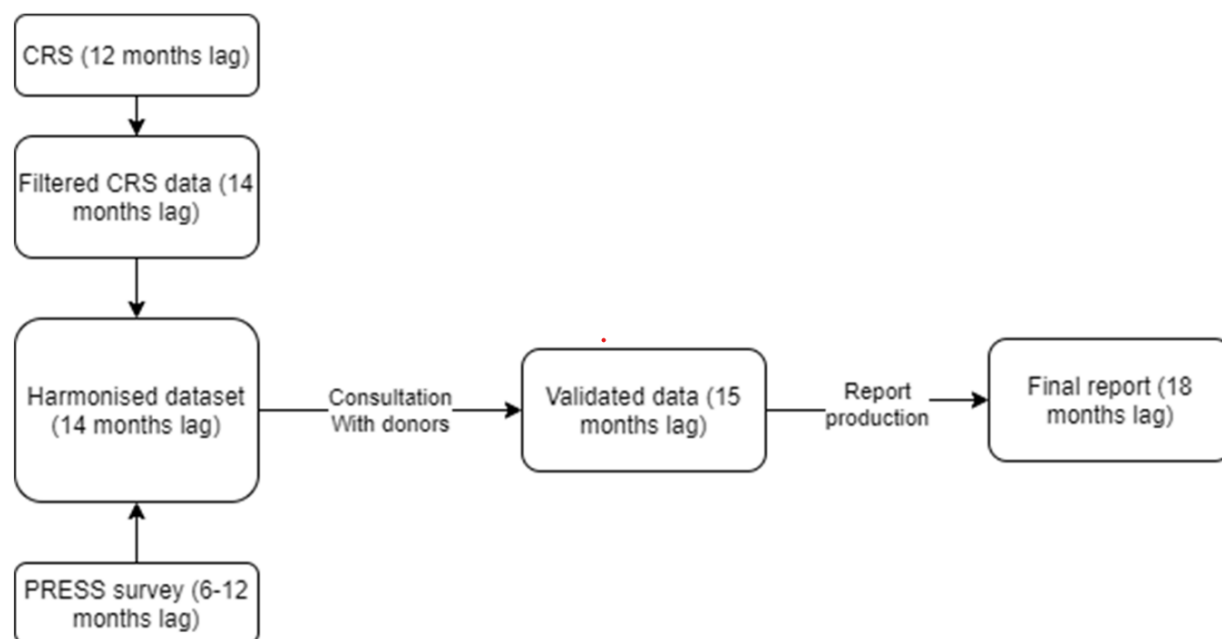 CRS (12 months lag)
Filtered CRS data (14
months lag)
Harmonised dataset
(14 months lag)
Consultation
With donors
Validated data (15
months lag)
Report
production
Final report (18
months lag)
PRESS survey (6-12
months lag)